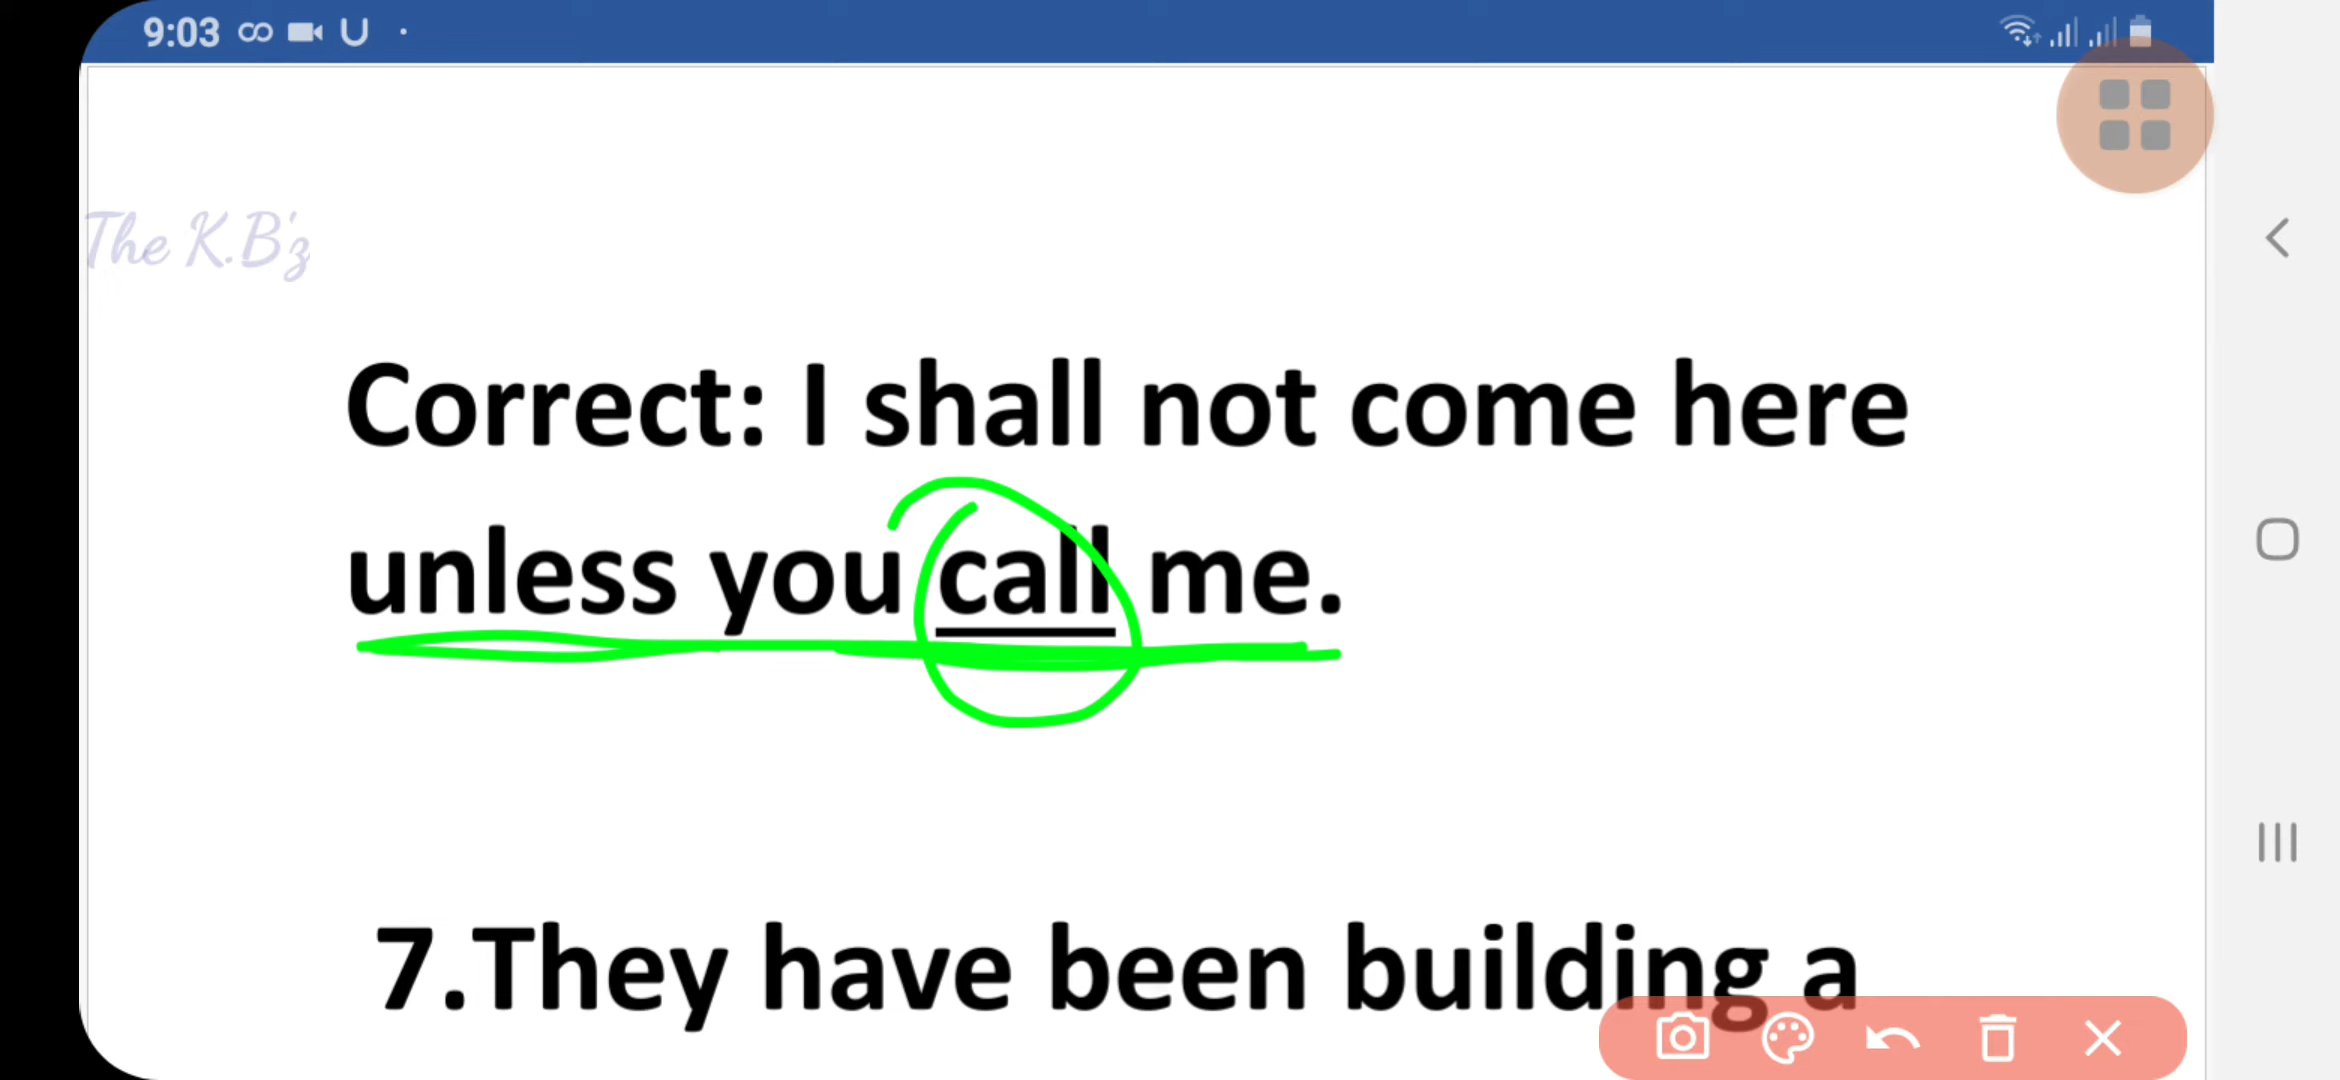 9:03
The K.B'z
Correct: I shall not come here
unless you call me.
7.They have been building a